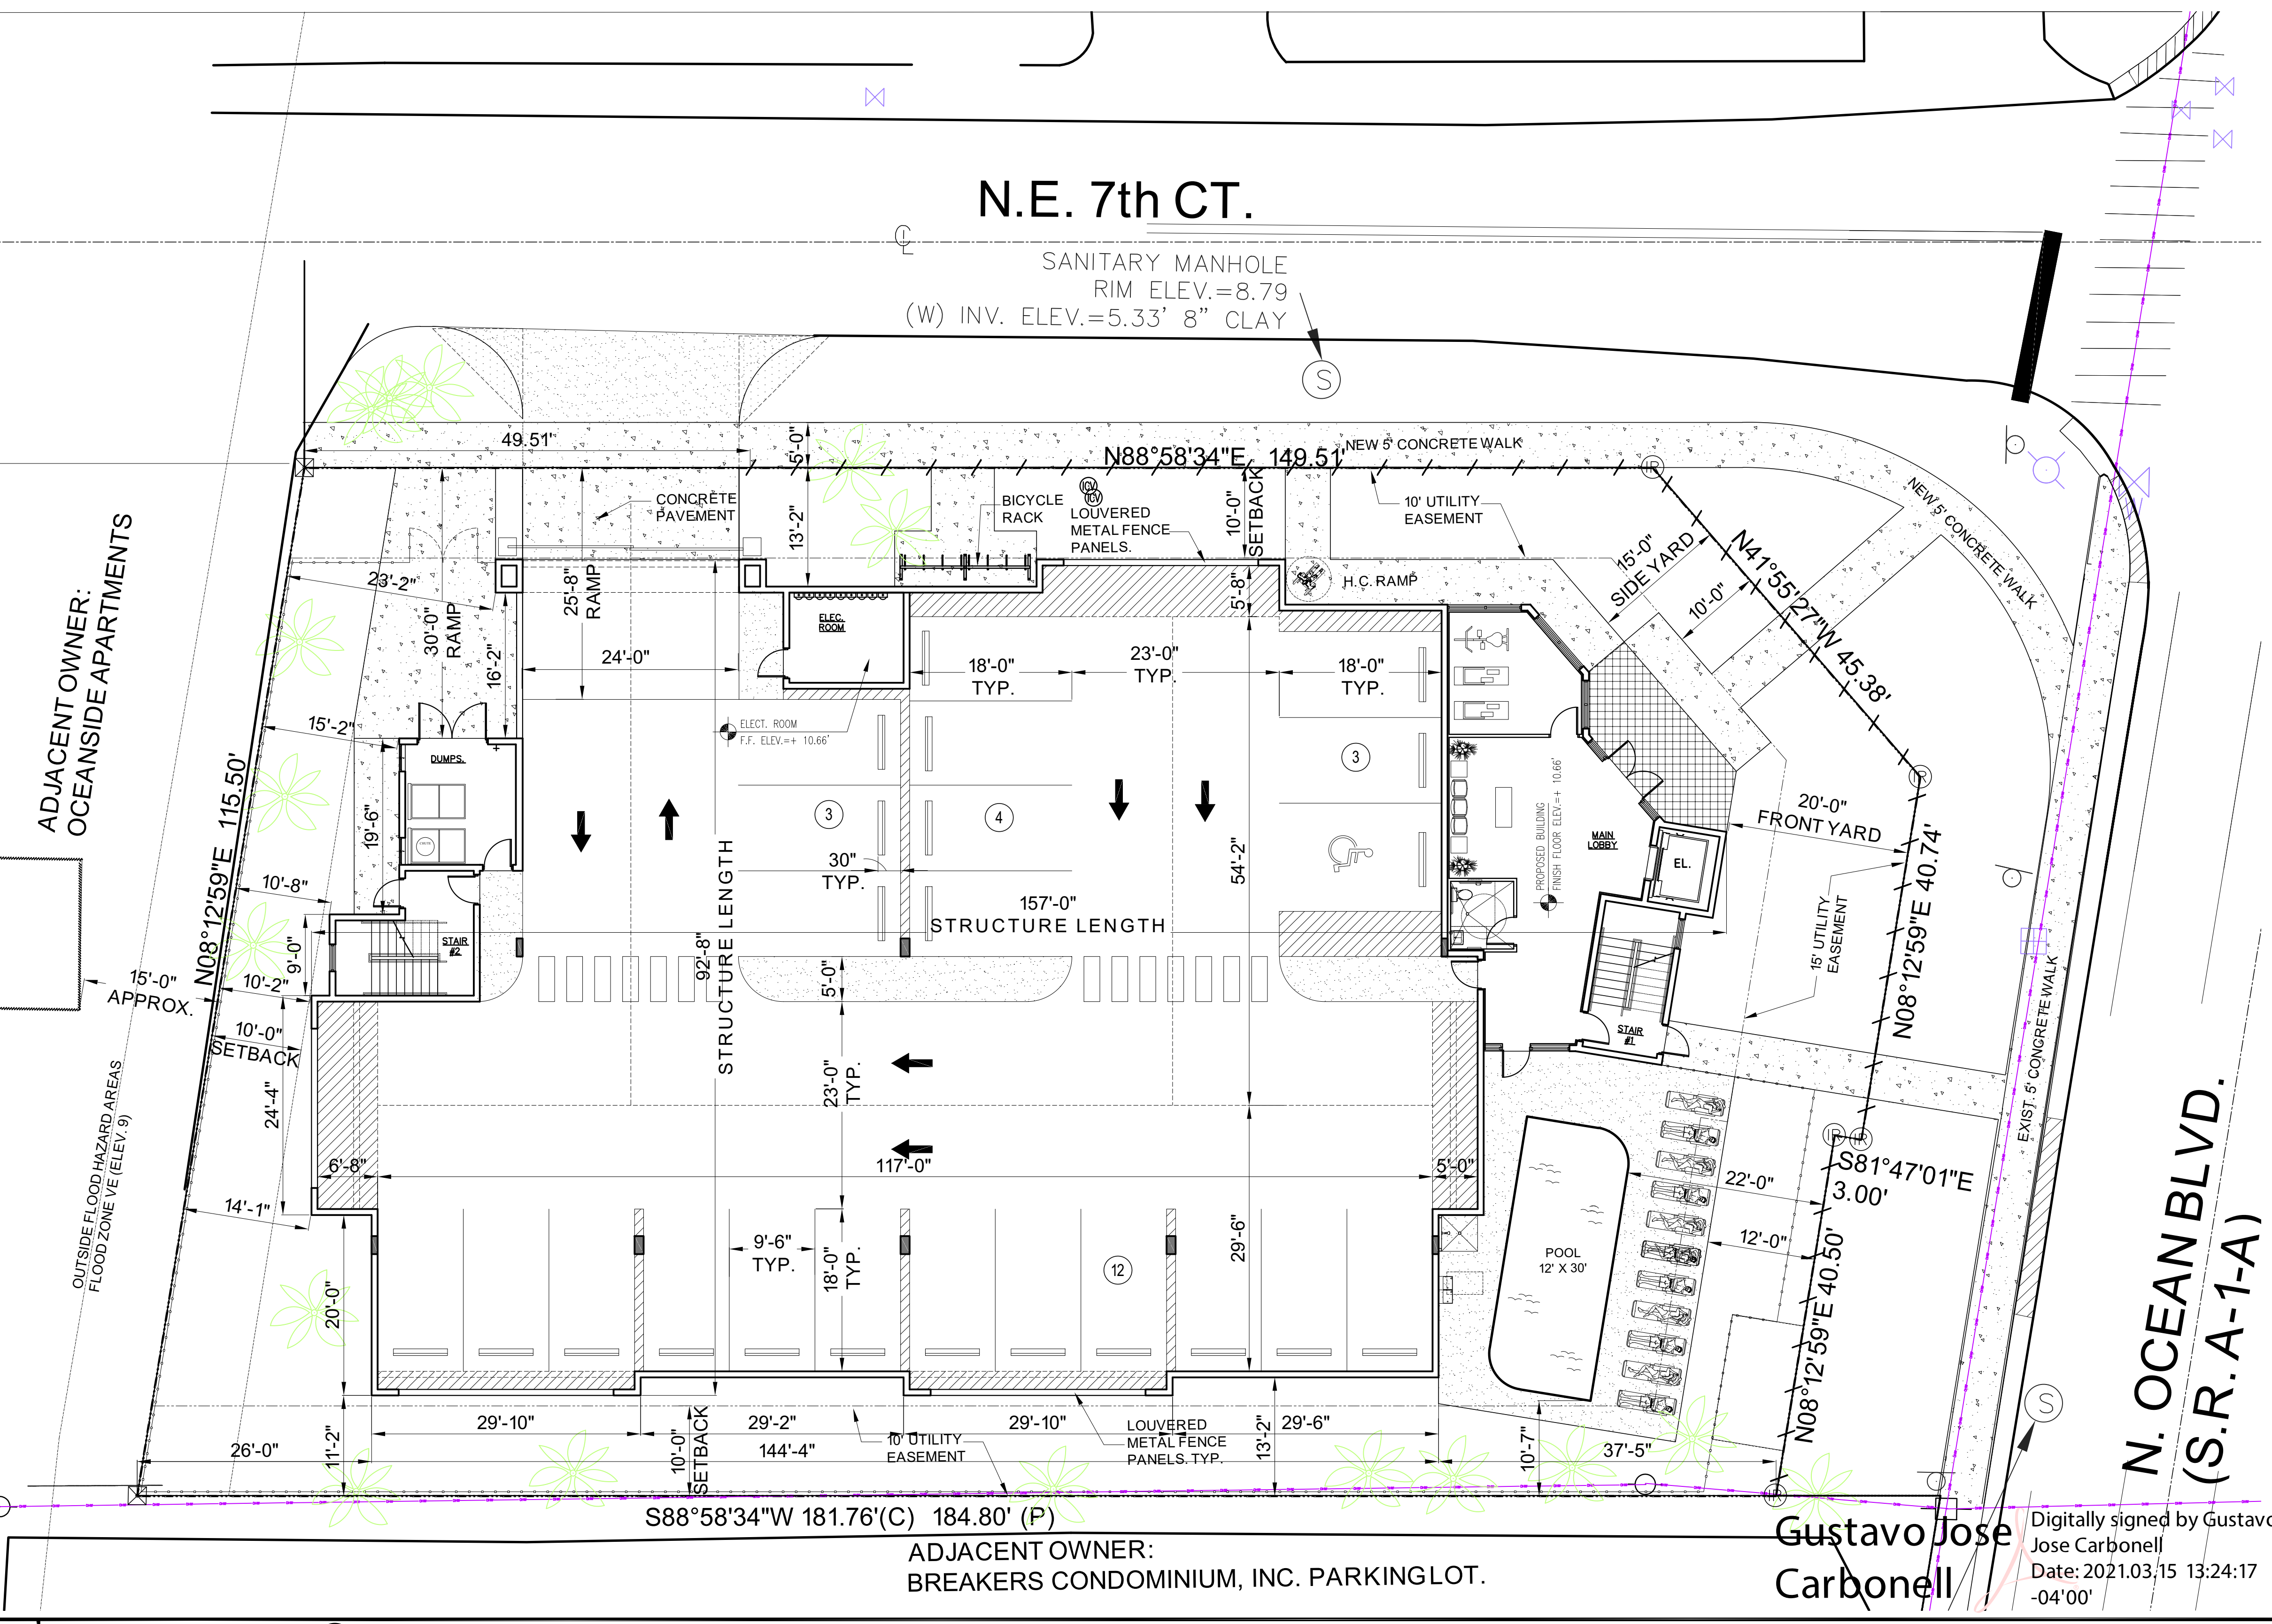 N.E. 7th CT.
SANITARY MANHOLE
RIM ELEV.=8.79
(W) INV. ELEV.=5.33' 8" CLAY
S
49.51'
5'-0"
N88°58'34"E 149.51'
NEW 5' CONCRETE WALK
NEW 5' CONCRETE WALK
CONCRETE
PAVEMENT
13'-2"
BICYCLE
RACK
ICV
ICV
LOUVERED
METAL FENCE
PANELS.
10'-0"
SETBACK
10' UTILITY
EASEMENT
IR
15'-0"
SIDE YARD
10'-0"
N41°55'27"W 45.38'
ADJACENT OWNER:
OCEANSIDE APARTMENTS
23'-2"
30'-0"
RAMP
25'-8"
RAMP
16'-2"
24'-0"
ELEC.
ROOM
5'-8"
H.C. RAMP
18'-0"
TYP.
23'-0"
TYP.
18'-0"
TYP.
15'-2"
ELECT. ROOM
F.F. ELEV.=+ 10.66'
DUMPS.
3
4
3
19'-6"
30"
TYP.
54'-2"
PROPOSED BUILDING
FINISH FLOOR ELEV.=+ 10.66'
MAIN
LOBBY
EL.
20'-0"
FRONT YARD
IR
N08°12'59"E 40.74'
15' UTILITY
EASEMENT
N08°12'59"E 115.50'
10'-8"
157'-0"
STRUCTURE LENGTH
92'-8"
STRUCTURE LENGTH
STAIR
#2
9'-0"
15'-0"
APPROX.
10'-2"
10'-0"
SETBACK
5'-0"
STAIR
#1
EXIST. 5' CONCRETE WALK
OUTSIDE FLOOD HAZARD AREAS
FLOOD ZONE VE (ELEV. 9)
24'-4"
23'-0"
TYP.
6'-8"
117'-0"
5'-0"
IR
IR
S81°47'01"E
3.00'
22'-0"
12'-0"
14'-1"
9'-6"
TYP.
18'-0"
TYP.
12
29'-6"
POOL
12' X 30'
N08°12'59"E 40.50'
20'-0"
N. OCEAN BLVD.
(S.R. A-1-A)
S
26'-0"
11'-2"
29'-10"
10'-0"
SETBACK
29'-2"
144'-4"
10' UTILITY
EASEMENT
29'-10"
LOUVERED
METAL FENCE
PANELS. TYP.
13'-2"
29'-6"
10'-7"
37'-5"
IR
S88°58'34"W 181.76'(C) 184.80' (P)
ADJACENT OWNER:
BREAKERS CONDOMINIUM, INC. PARKING LOT.
Gustavo Jose
Carbonell
Digitally signed by Gustavo
Jose Carbonell
Date: 2021.03.15 13:24:17
-04'00'